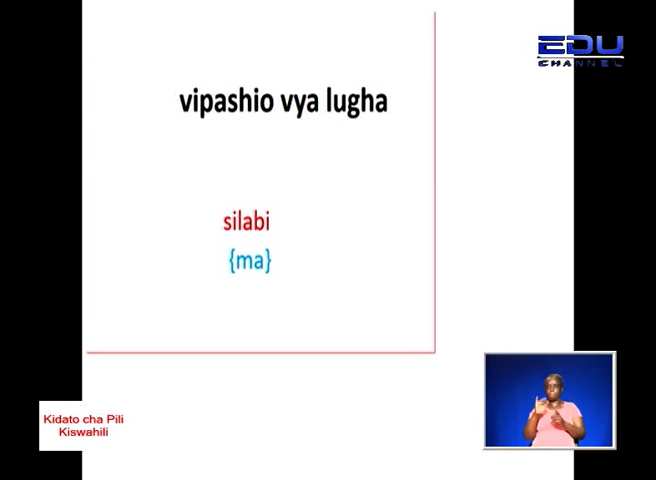 EDU
CHANNEL
vipashio vya lugha
silabi
{ma}
Kidato cha Pili
Kiswahili